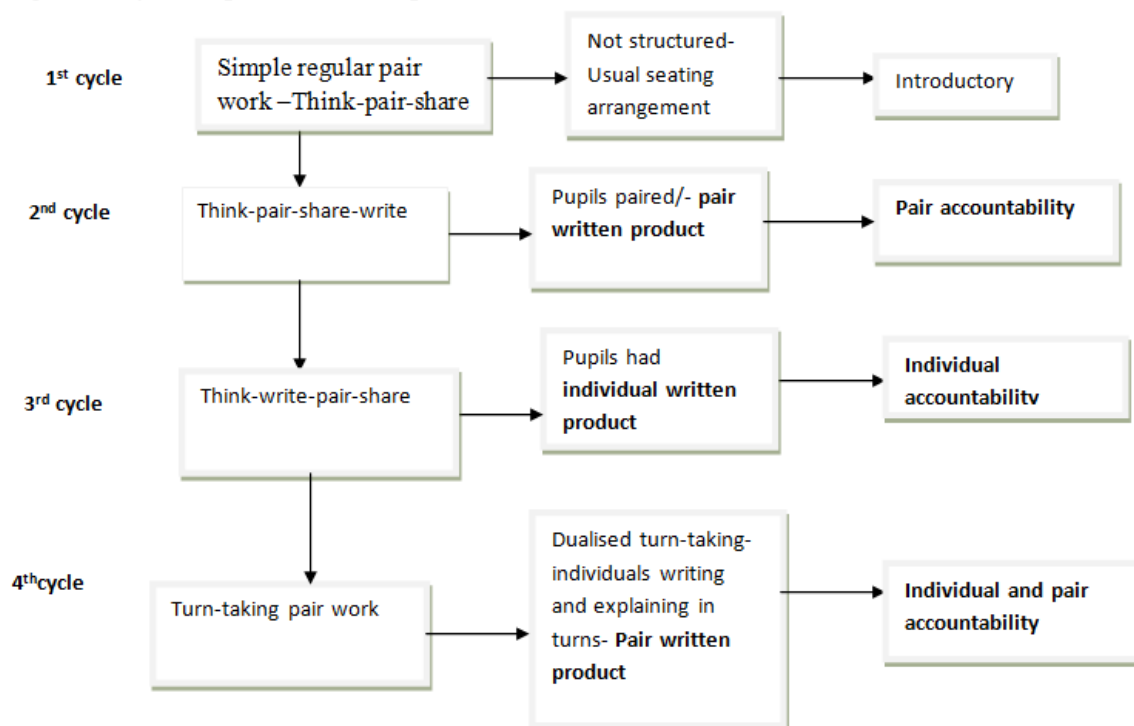 1st cycle
Simple regular pair
work –Think-pair-share
Not structured-
Usual seating
arrangement
Introductory
2nd cycle
Think-pair-share-write
Pupils paired/- pair
written product
Pair accountability
3rd cycle
Think-write-pair-share
Pupils had
individual written
product
Individual
accountability
4thcycle
Turn-taking pair work
Dualised turn-taking-
individuals writing
and explaining in
turns- Pair written
product
Individual and pair
accountability